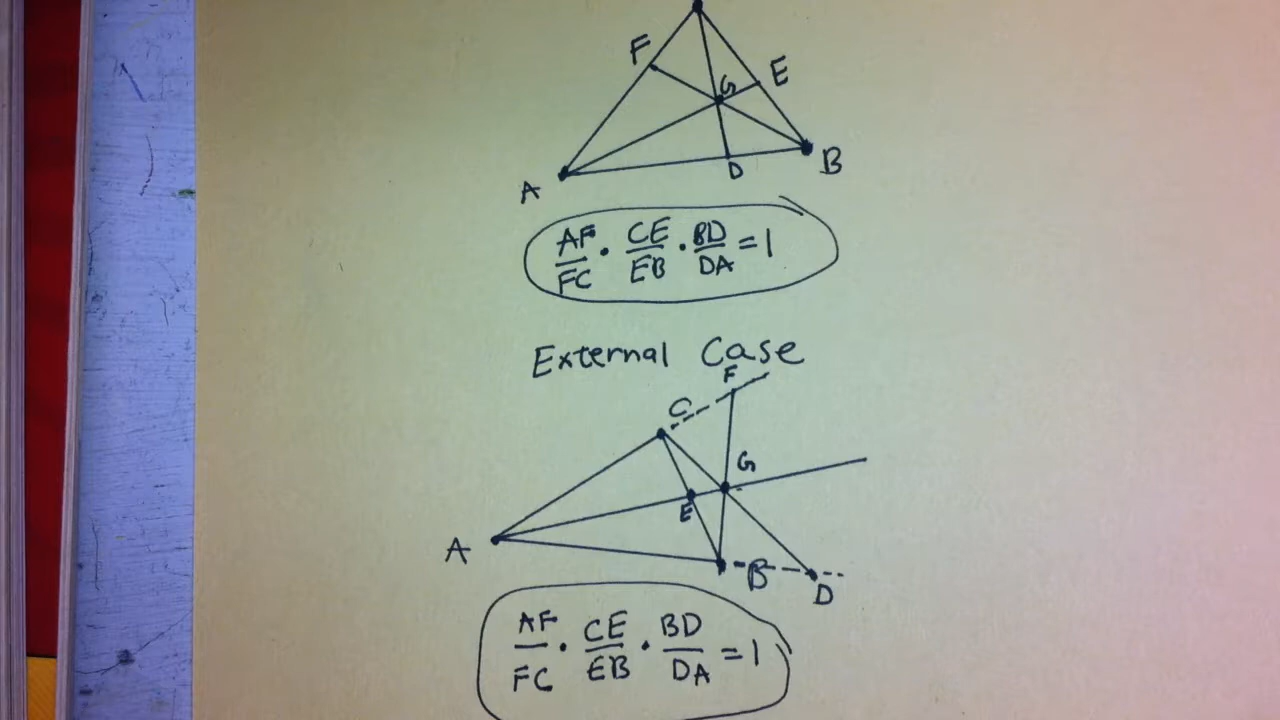 F
G
E
A
D
B
AF/FC · CE/EB · BD/DA = 1
External Case
F
C
G
E
A
B
D
AF/FC · CE/EB · BD/DA = 1